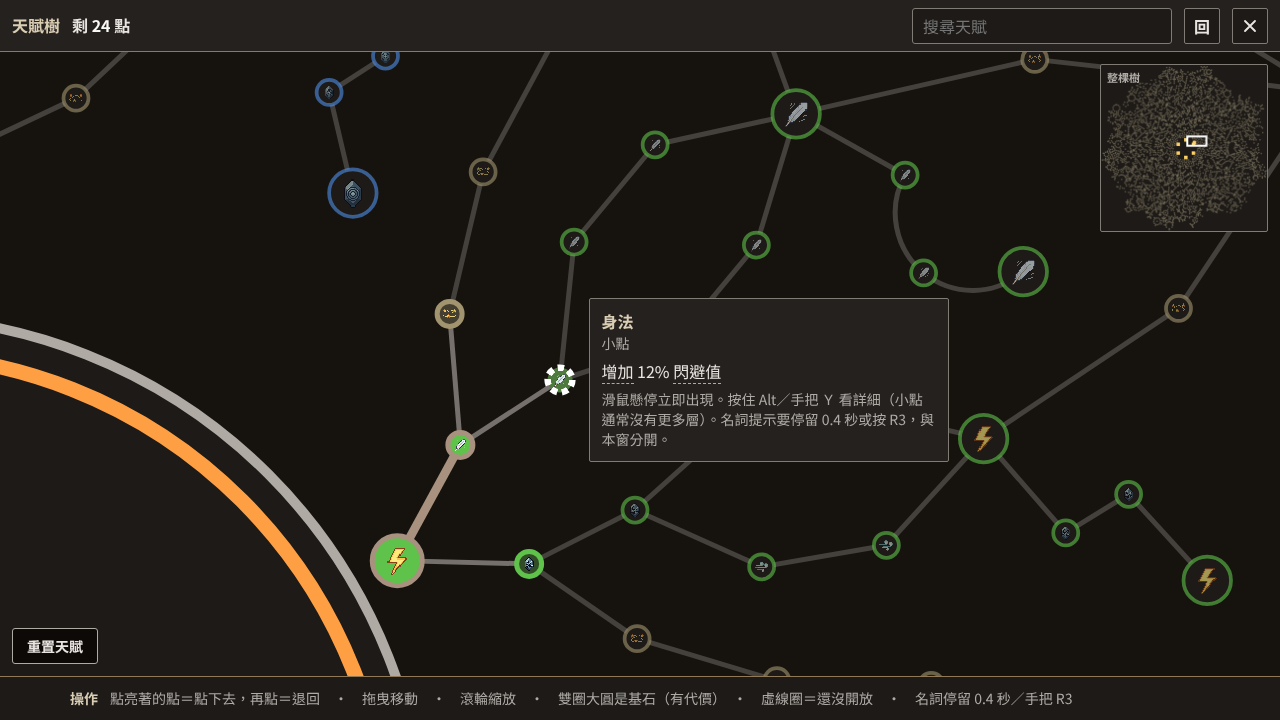 天賦樹 剩 24 點
搜尋天賦
回 ✕
整棵樹
身法
小點
增加 12% 閃避值
滑鼠懸停立即出現。按住 Alt／手把 Y 看詳細（小點
通常沒有更多層）。名詞提示要停留 0.4 秒或按 R3，與
本窗分開。
重置天賦
操作 點亮著的點＝點下去，再點＝退回 • 拖曳移動 • 滾輪縮放 • 雙圈大圓是基石（有代價） • 虛線圈＝還沒開放 • 名詞停留 0.4 秒／手把 R3